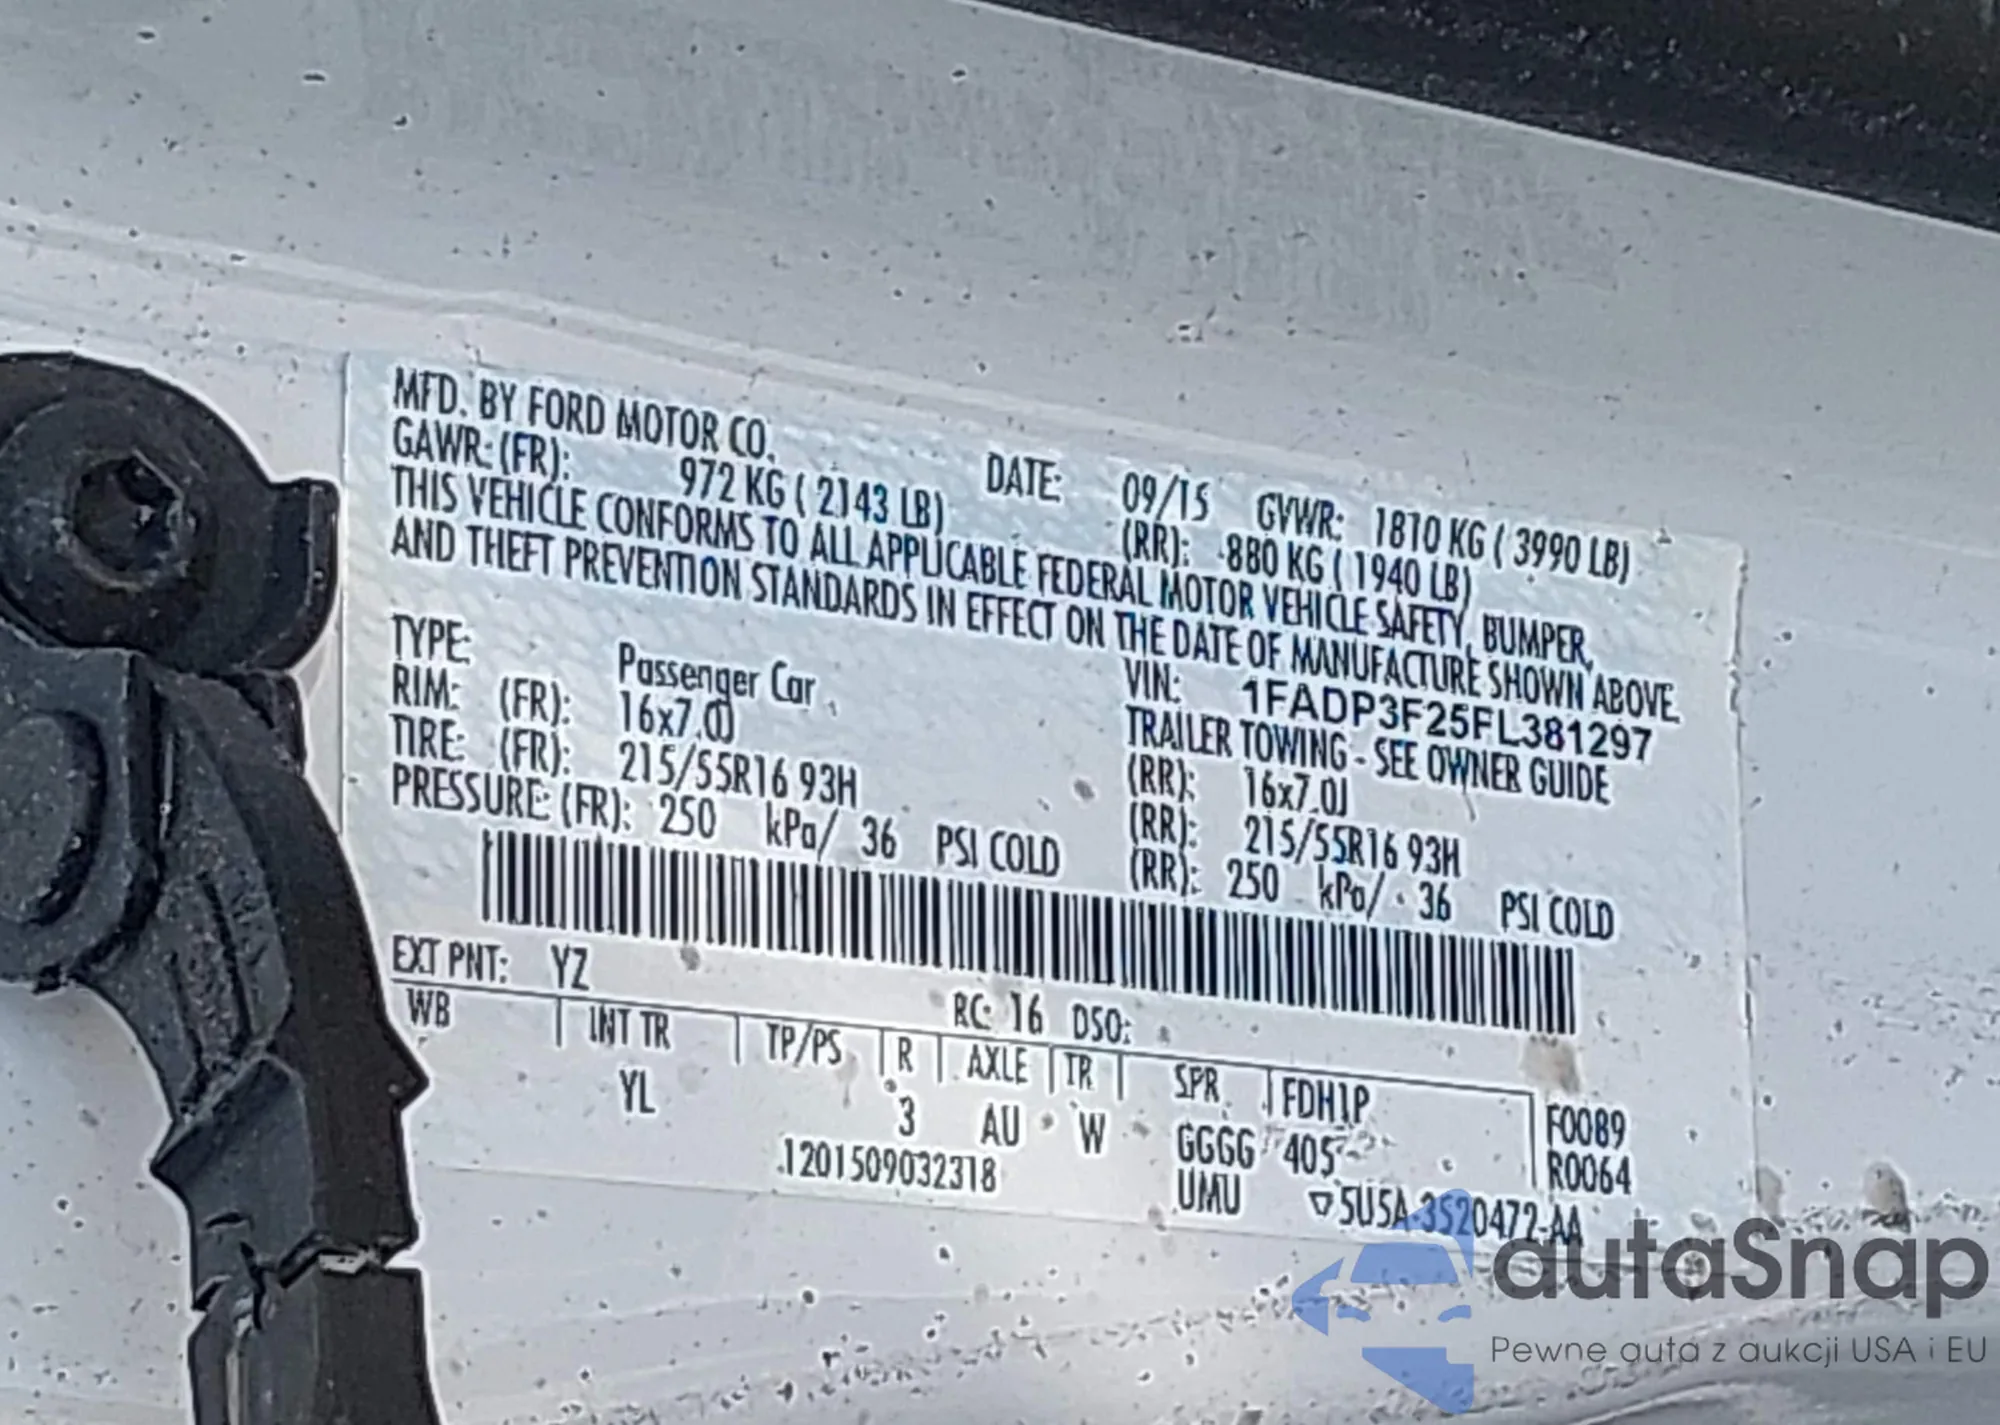 MFD. BY FORD MOTOR CO. DATE: 09/15 GVWR: 1810 KG ( 3990 LB)
GAWR: (FR): 972 KG ( 2143 LB) (RR): 880 KG ( 1940 LB)
THIS VEHICLE CONFORMS TO ALL APPLICABLE FEDERAL MOTOR VEHICLE SAFETY, BUMPER,
AND THEFT PREVENTION STANDARDS IN EFFECT ON THE DATE OF MANUFACTURE SHOWN ABOVE.
VIN: 1FADP3F25FL381297
TYPE: Passenger Car TRAILER TOWING - SEE OWNER GUIDE
RIM: (FR): 16x7.0J (RR): 16x7.0J
TIRE: (FR): 215/55R16 93H (RR): 215/55R16 93H
PRESSURE: (FR): 250 kPa/ 36 PSI COLD (RR): 250 kPa/ 36 PSI COLD
EXT PNT: YZ RC: 16 DSO:
WB INT TR TP/PS R AXLE TR SPR FDH1P F0089
YL 3 AU W GGGG 405 R0064
1201509032318 UMU ▽5U5A-3520472-AA
autaSnap
Pewne auta z aukcji USA i EU